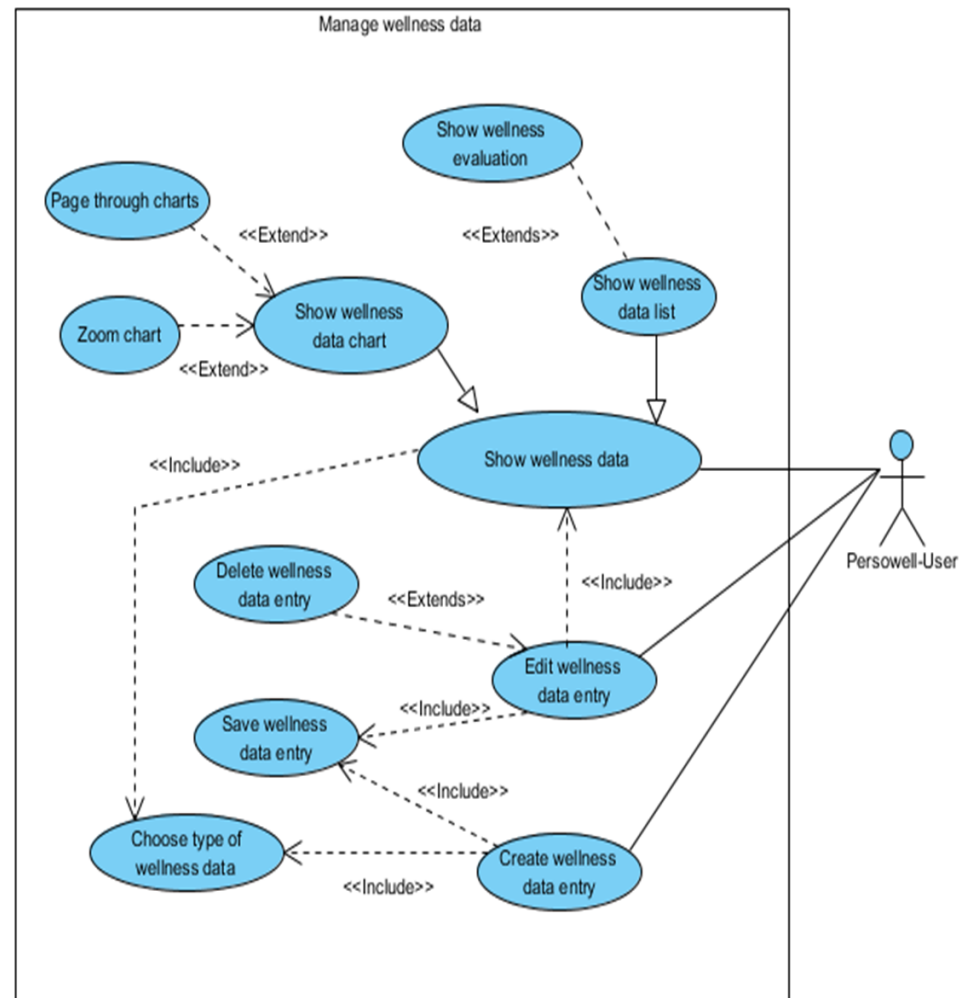 Manage wellness data
Show wellness
evaluation
Page through charts
<<Extend>>
<<Extends>>
Show wellness
data list
Show wellness
data chart
Zoom chart
<<Extend>>
Show wellness data
<<Include>>
Persowell-User
Delete wellness
data entry
<<Extends>>
<<Include>>
Edit wellness
data entry
<<Include>>
Save wellness
data entry
<<Include>>
Choose type of
wellness data
Create wellness
data entry
<<Include>>